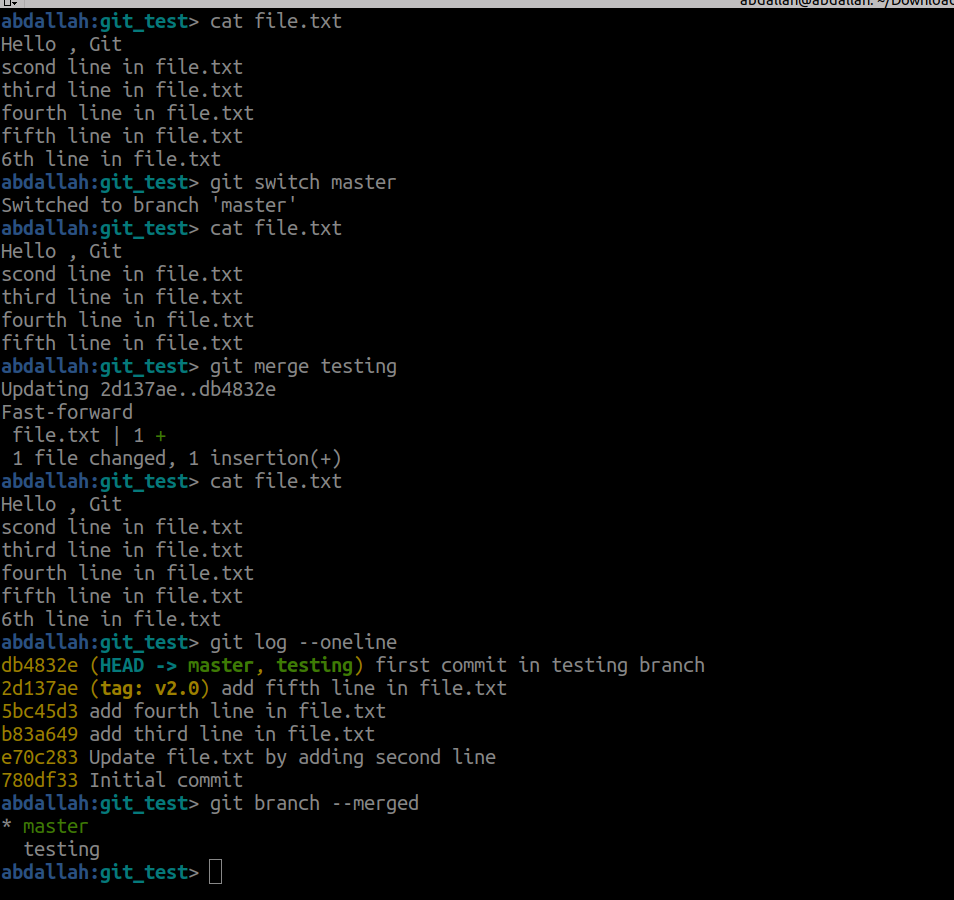 abdallah@abdallah: ~/Downloa
abdallah:git_test> cat file.txt
Hello , Git
scond line in file.txt
third line in file.txt
fourth line in file.txt
fifth line in file.txt
6th line in file.txt
abdallah:git_test> git switch master
Switched to branch 'master'
abdallah:git_test> cat file.txt
Hello , Git
scond line in file.txt
third line in file.txt
fourth line in file.txt
fifth line in file.txt
abdallah:git_test> git merge testing
Updating 2d137ae..db4832e
Fast-forward
 file.txt | 1 +
 1 file changed, 1 insertion(+)
abdallah:git_test> cat file.txt
Hello , Git
scond line in file.txt
third line in file.txt
fourth line in file.txt
fifth line in file.txt
6th line in file.txt
abdallah:git_test> git log --oneline
db4832e (HEAD -> master, testing) first commit in testing branch
2d137ae (tag: v2.0) add fifth line in file.txt
5bc45d3 add fourth line in file.txt
b83a649 add third line in file.txt
e70c283 Update file.txt by adding second line
780df33 Initial commit
abdallah:git_test> git branch --merged
* master
  testing
abdallah:git_test>